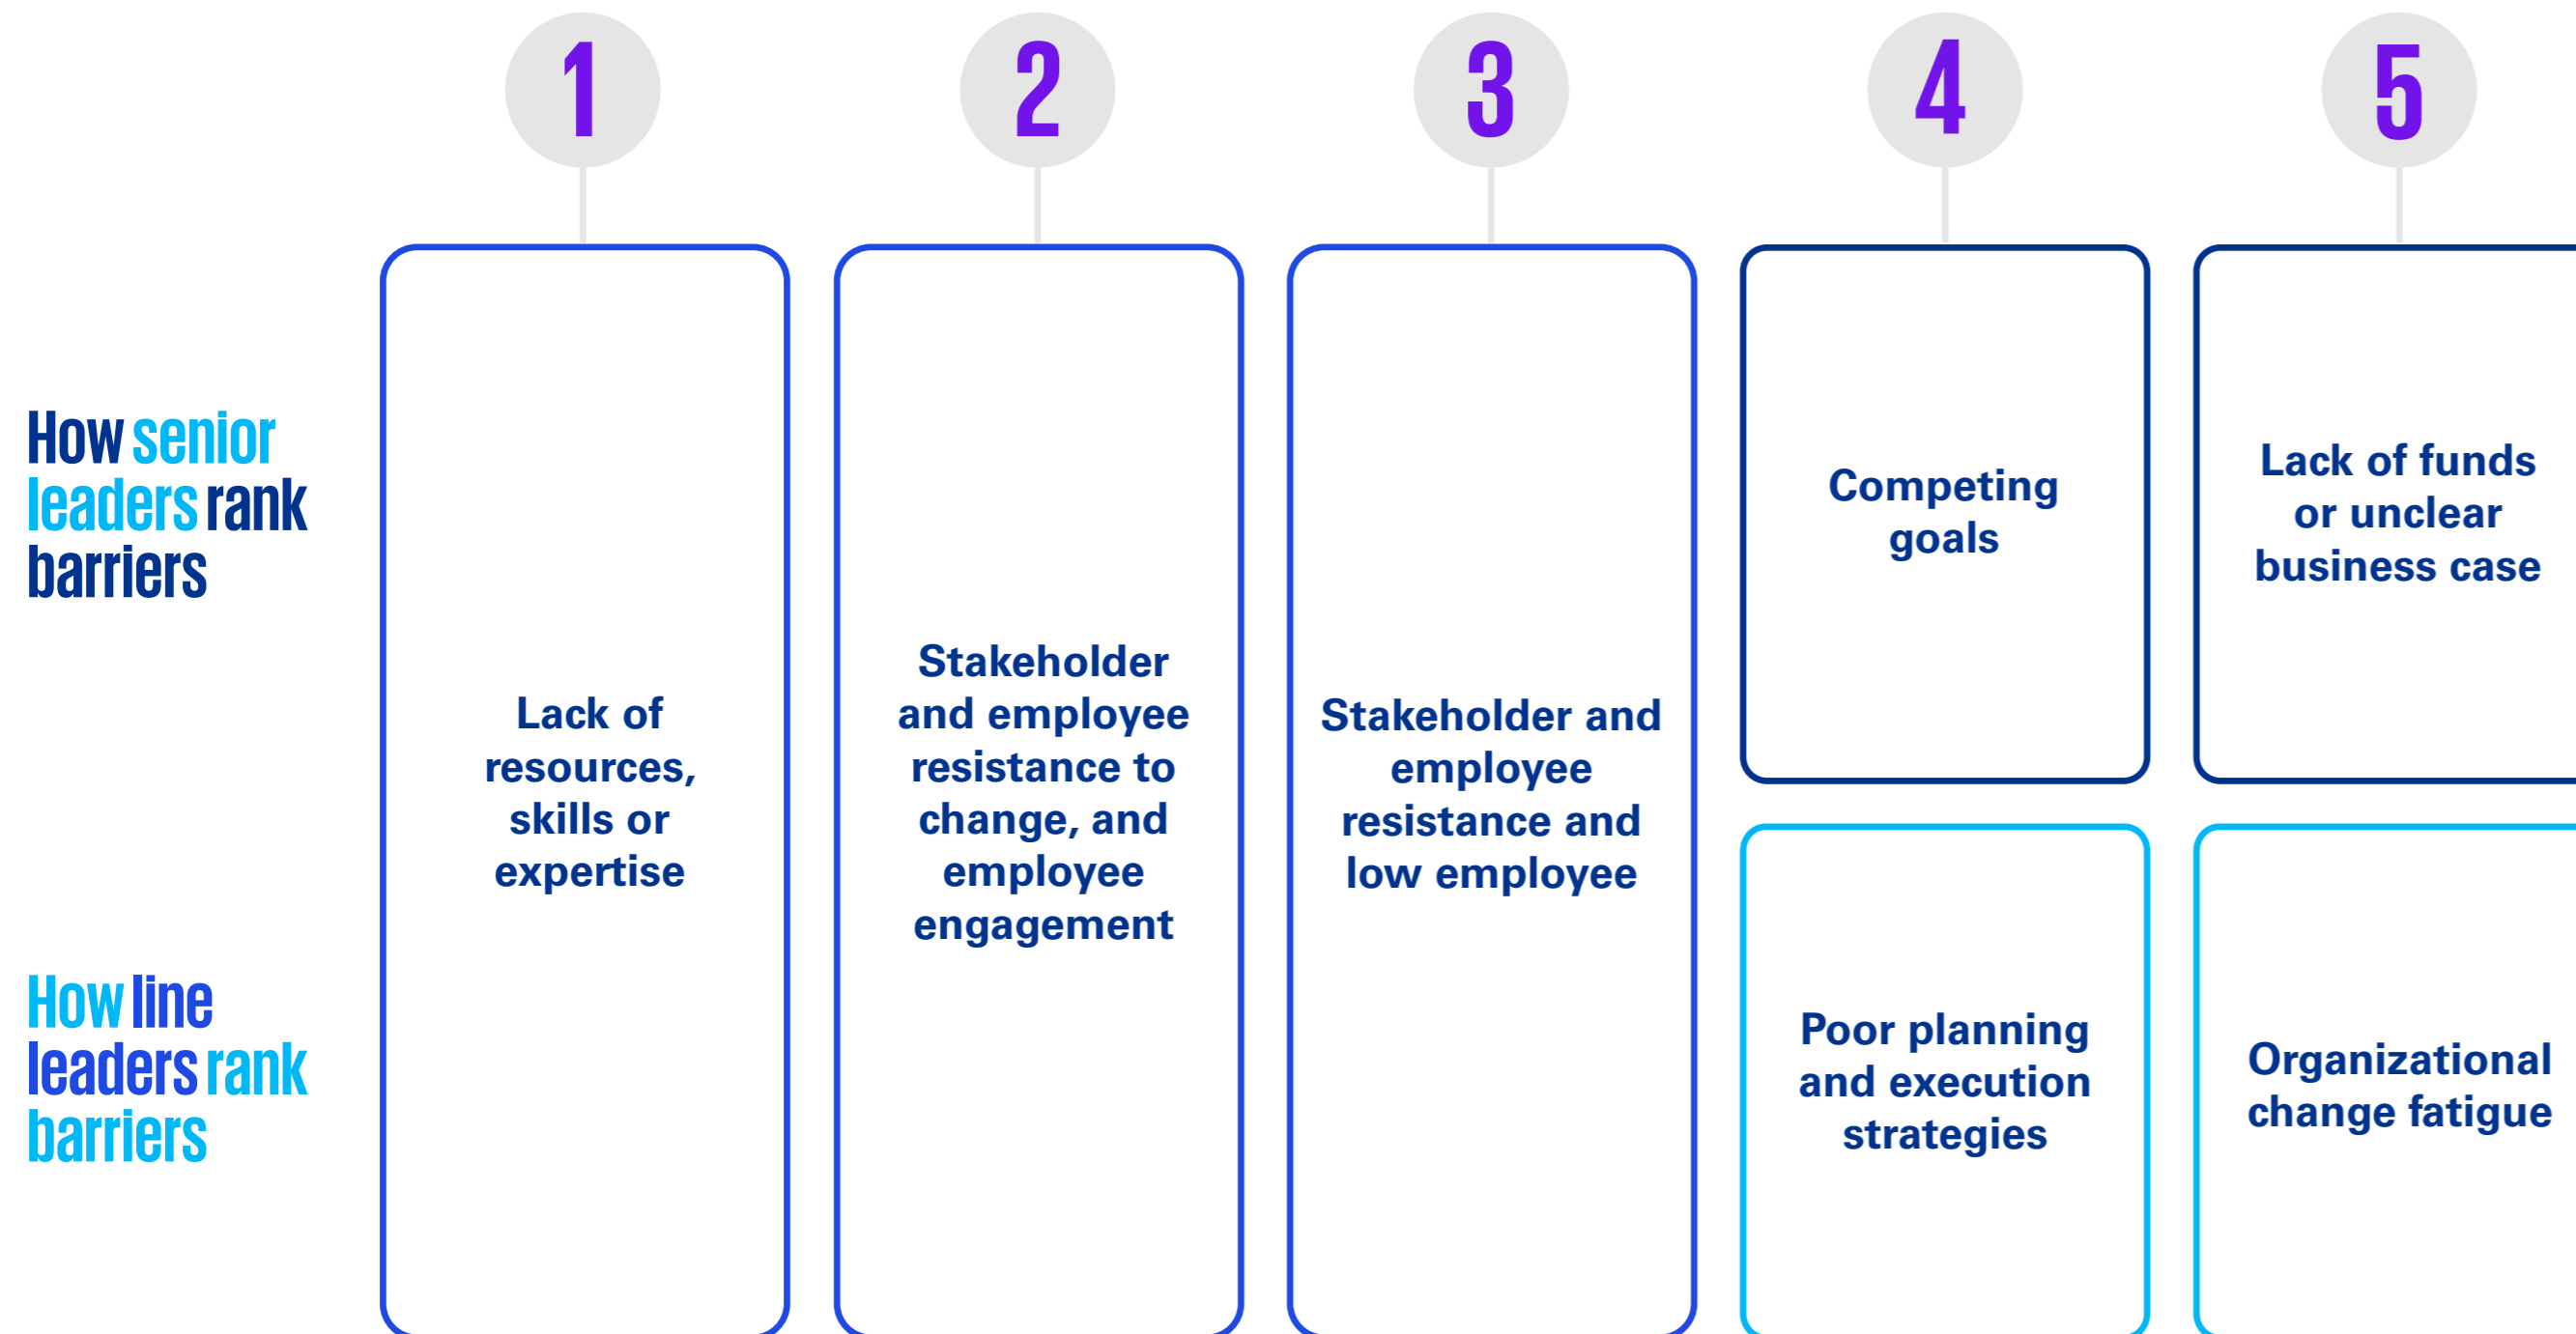 1
2
3
4
5
How senior
leaders rank
barriers
How line
leaders rank
barriers
Lack of
resources,
skills or
expertise
Stakeholder
and employee
resistance to
change, and
employee
engagement
Stakeholder and
employee
resistance and
low employee
Competing
goals
Lack of funds
or unclear
business case
Poor planning
and execution
strategies
Organizational
change fatigue